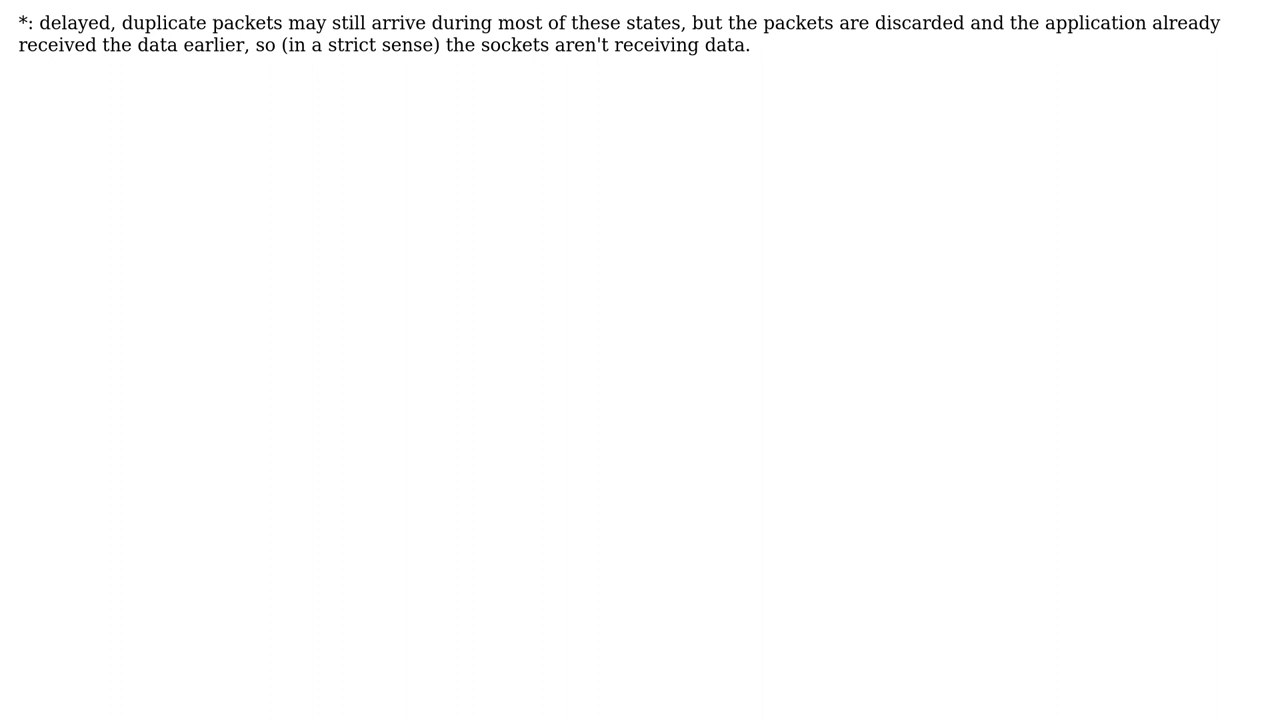 *: delayed, duplicate packets may still arrive during most of these states, but the packets are discarded and the application already
received the data earlier, so (in a strict sense) the sockets aren't receiving data.